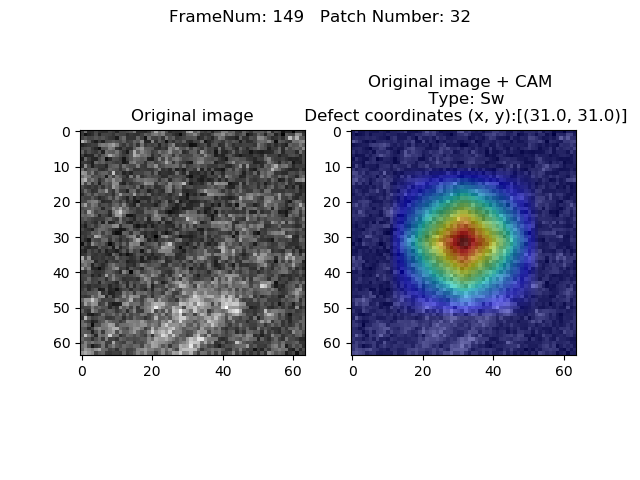 FrameNum: 149   Patch Number: 32
Original image
0
10
20
30
40
50
60
0 20 40 60
Original image + CAM
Type: Sw
Defect coordinates (x, y):[(31.0, 31.0)]
0
10
20
30
40
50
60
0 20 40 60